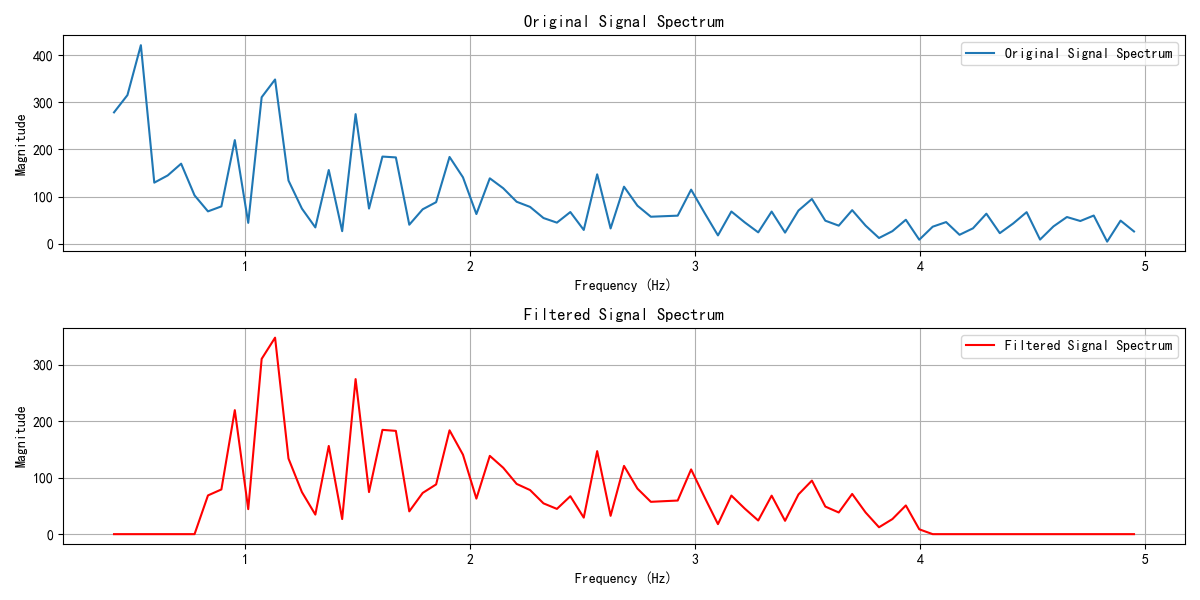 Original Signal Spectrum
Original Signal Spectrum
Magnitude
400
300
200
100
0
1 2 3 4 5
Frequency (Hz)
Filtered Signal Spectrum
Filtered Signal Spectrum
Magnitude
300
200
100
0
1 2 3 4 5
Frequency (Hz)